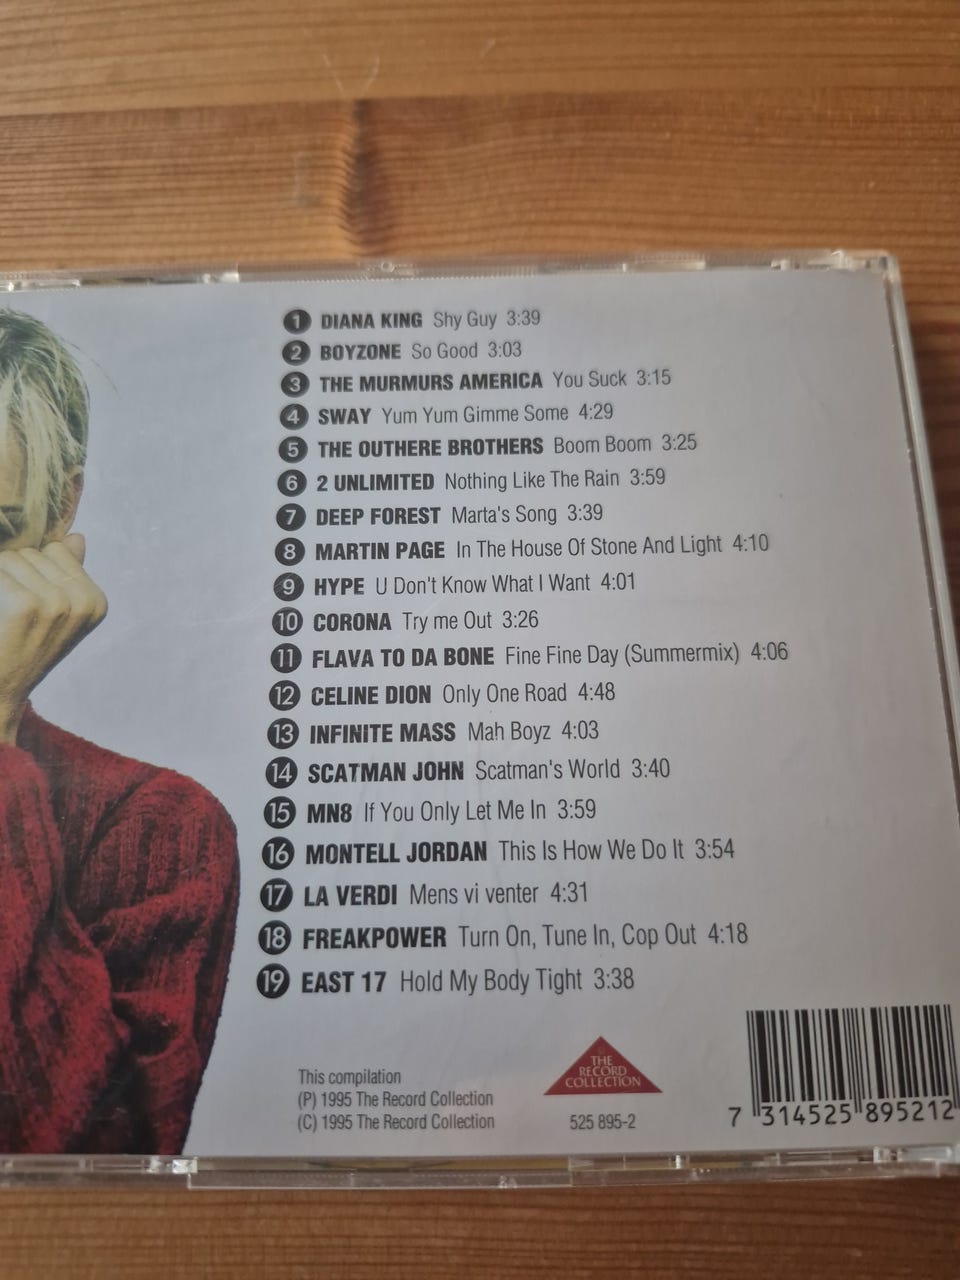 1 DIANA KING Shy Guy 3:39
2 BOYZONE So Good 3:03
3 THE MURMURS AMERICA You Suck 3:15
4 SWAY Yum Yum Gimme Some 4:29
5 THE OUTHERE BROTHERS Boom Boom 3:25
6 2 UNLIMITED Nothing Like The Rain 3:59
7 DEEP FOREST Marta's Song 3:39
8 MARTIN PAGE In The House Of Stone And Light 4:10
9 HYPE U Don't Know What I Want 4:01
10 CORONA Try me Out 3:26
11 FLAVA TO DA BONE Fine Fine Day (Summermix) 4:06
12 CELINE DION Only One Road 4:48
13 INFINITE MASS Mah Boyz 4:03
14 SCATMAN JOHN Scatman's World 3:40
15 MN8 If You Only Let Me In 3:59
16 MONTELL JORDAN This Is How We Do It 3:54
17 LA VERDI Mens vi venter 4:31
18 FREAKPOWER Turn On, Tune In, Cop Out 4:18
19 EAST 17 Hold My Body Tight 3:38
This compilation
(P) 1995 The Record Collection
(C) 1995 The Record Collection
THE
RECORD
COLLECTION
525 895-2
7 314525 895212